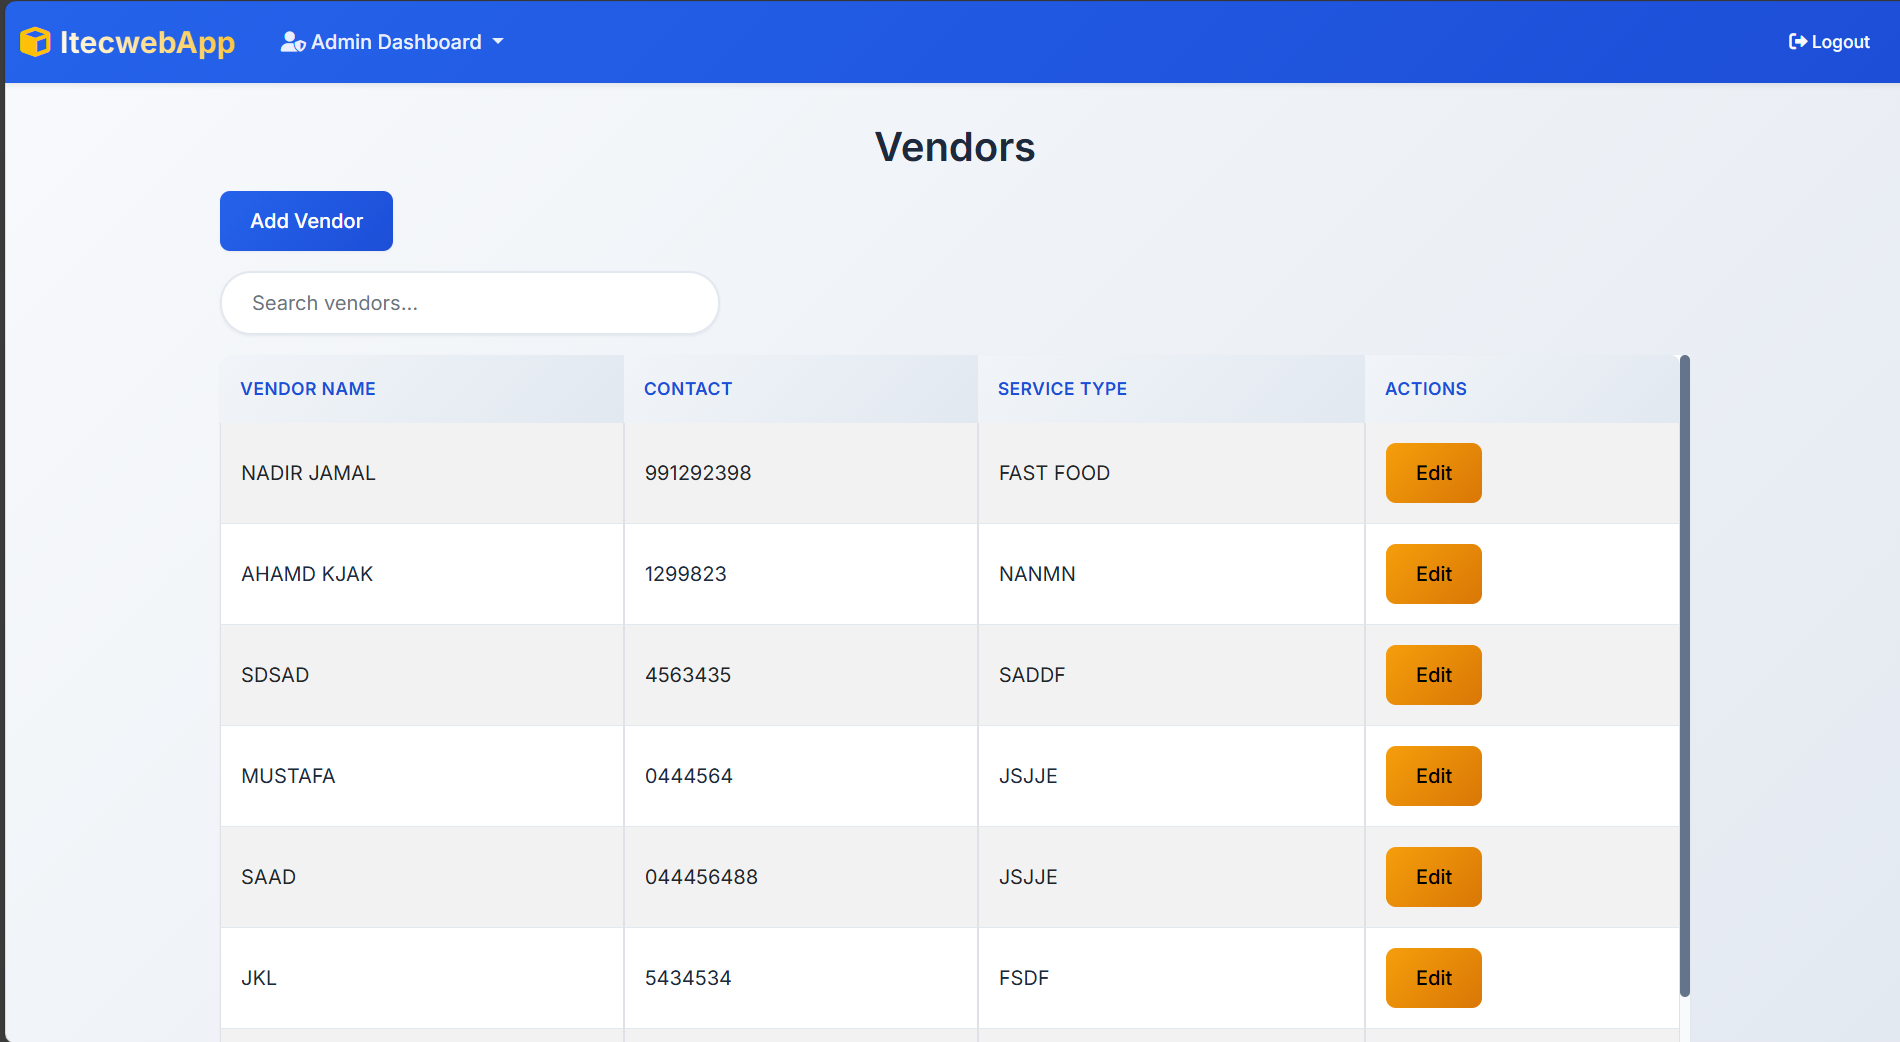 ItecwebApp Admin Dashboard Logout
Vendors
Add Vendor
Search vendors...
VENDOR NAME CONTACT SERVICE TYPE ACTIONS
NADIR JAMAL 991292398 FAST FOOD Edit
AHAMD KJAK 1299823 NANMN Edit
SDSAD 4563435 SADDF Edit
MUSTAFA 0444564 JSJJE Edit
SAAD 044456488 JSJJE Edit
JKL 5434534 FSDF Edit